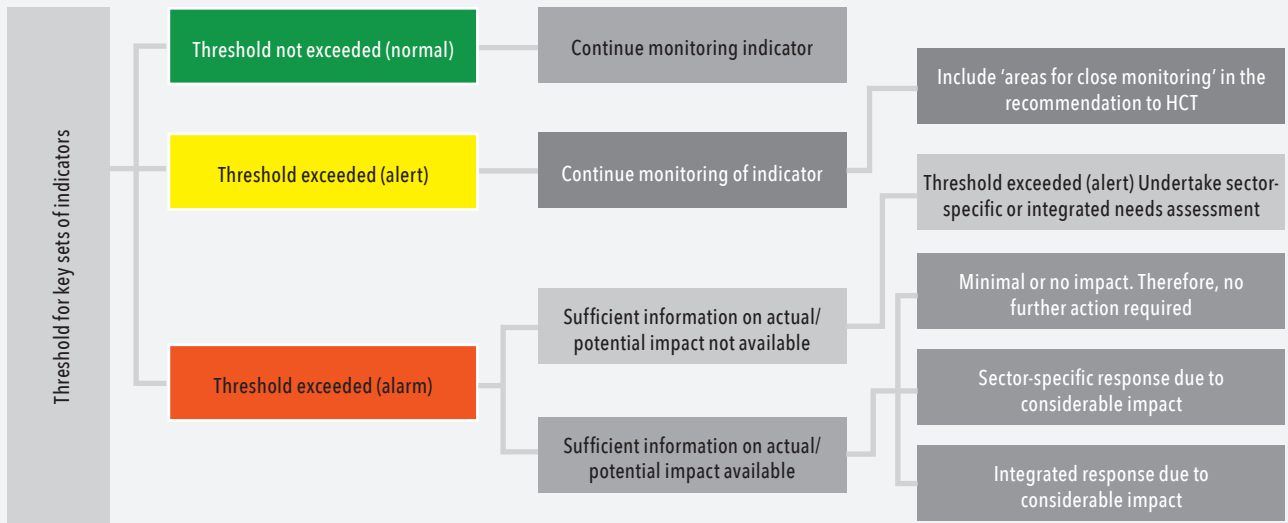 Threshold for key sets of indicators
Threshold not exceeded (normal)
Continue monitoring indicator
Include ‘areas for close monitoring’ in the
recommendation to HCT
Threshold exceeded (alert)
Continue monitoring of indicator
Threshold exceeded (alert) Undertake sector-
specific or integrated needs assessment
Threshold exceeded (alarm)
Sufficient information on actual/
potential impact not available
Minimal or no impact. Therefore, no
further action required
Sector-specific response due to
considerable impact
Sufficient information on actual/
potential impact available
Integrated response due to
considerable impact